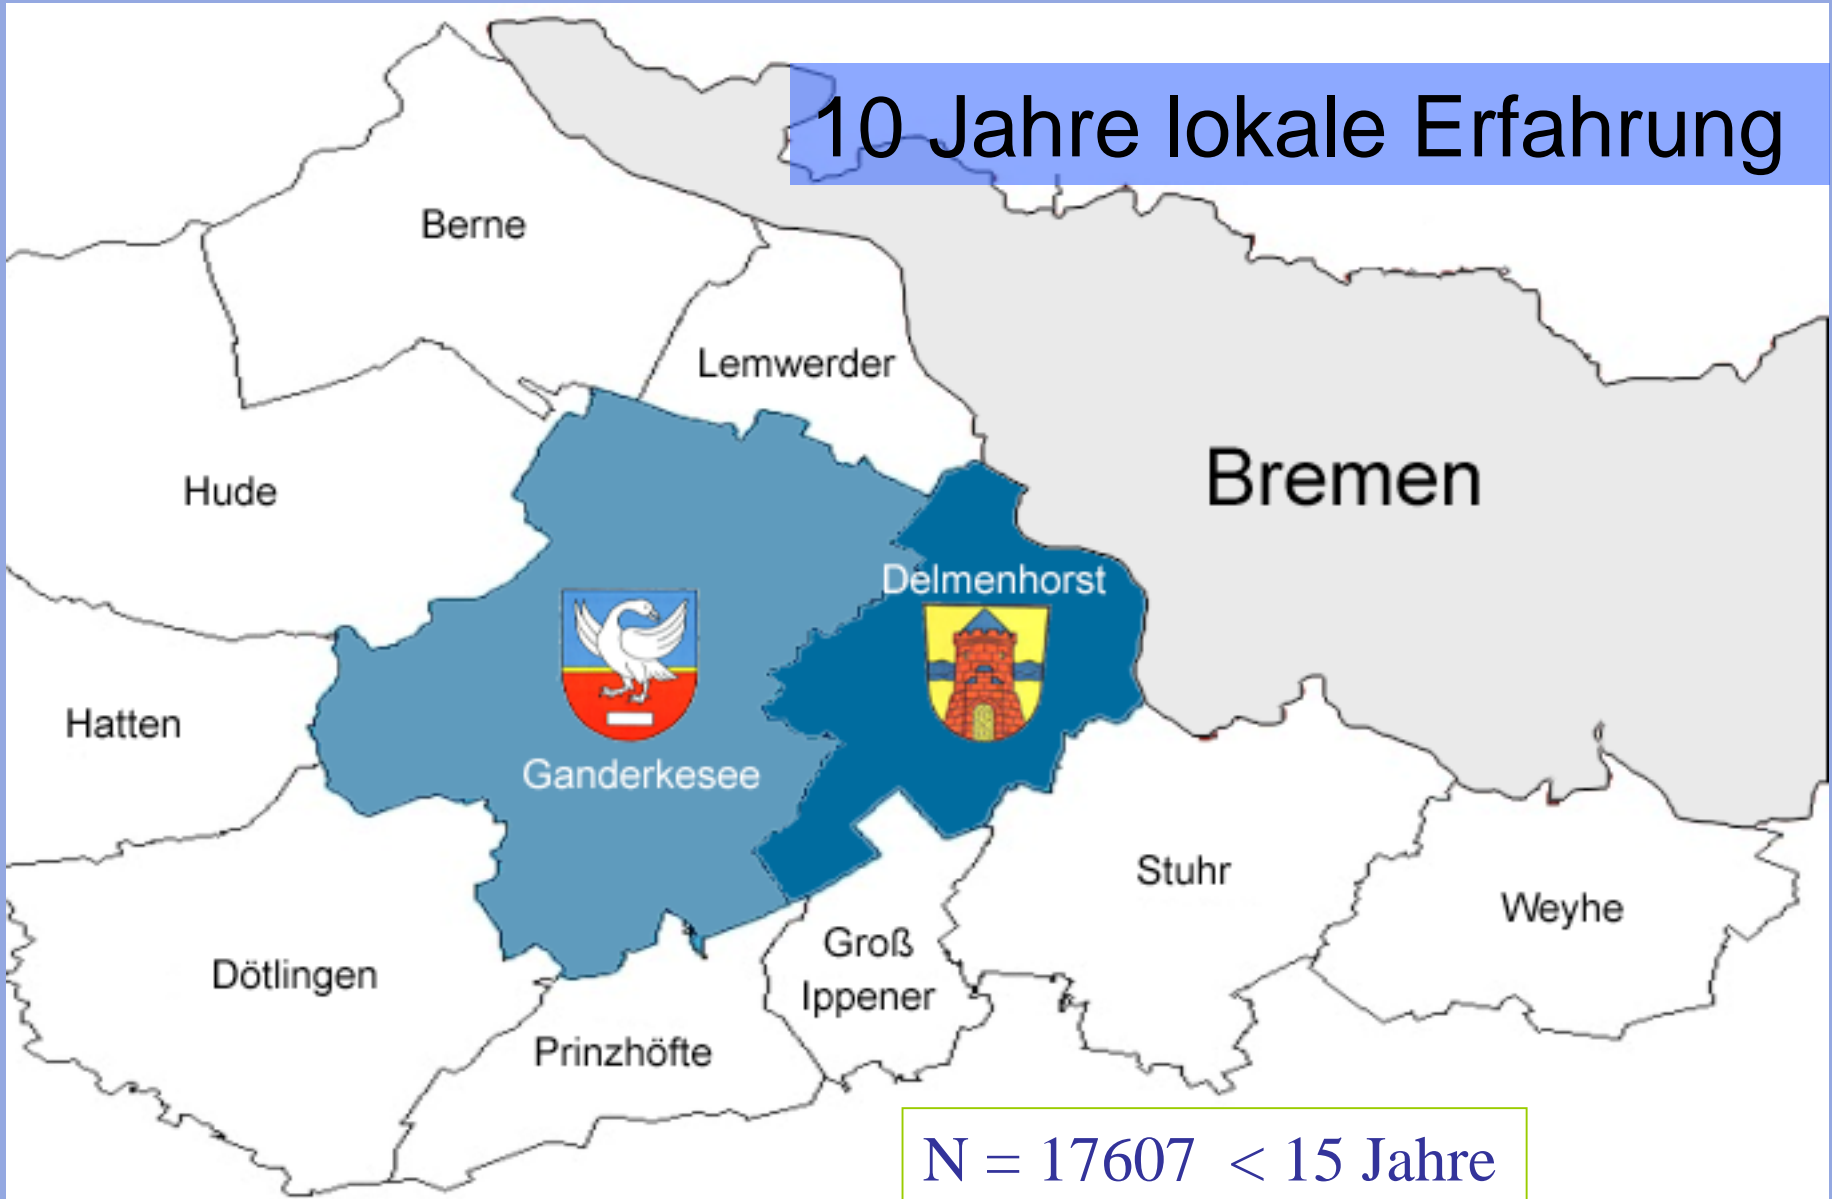 10 Jahre lokale Erfahrung
Berne
Lemwerder
Bremen
Hude
Delmenhorst
Hatten
Ganderkesee
Stuhr
Weyhe
Groß
Ippener
Dötlingen
Prinzhöfte
N = 17607 < 15 Jahre